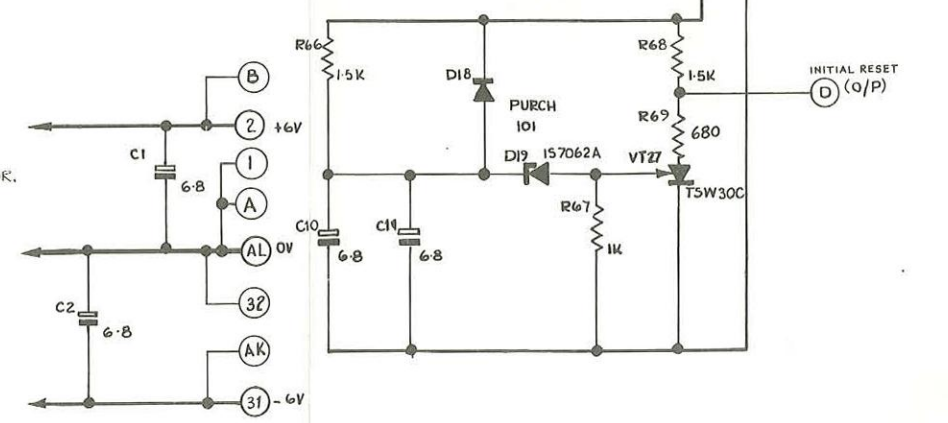 R66
1.5K
D18
PURCH
101
R68
1.5K
INITIAL RESET
D (O/P)
R69
680
B
2 +6V
C1
6.8
1
A
AL 0V
R.
D19 1S7062A
VT27
TSW30C
R67
1K
C10
6.8
C19
6.8
32
C2
6.8
AK
31 -6V